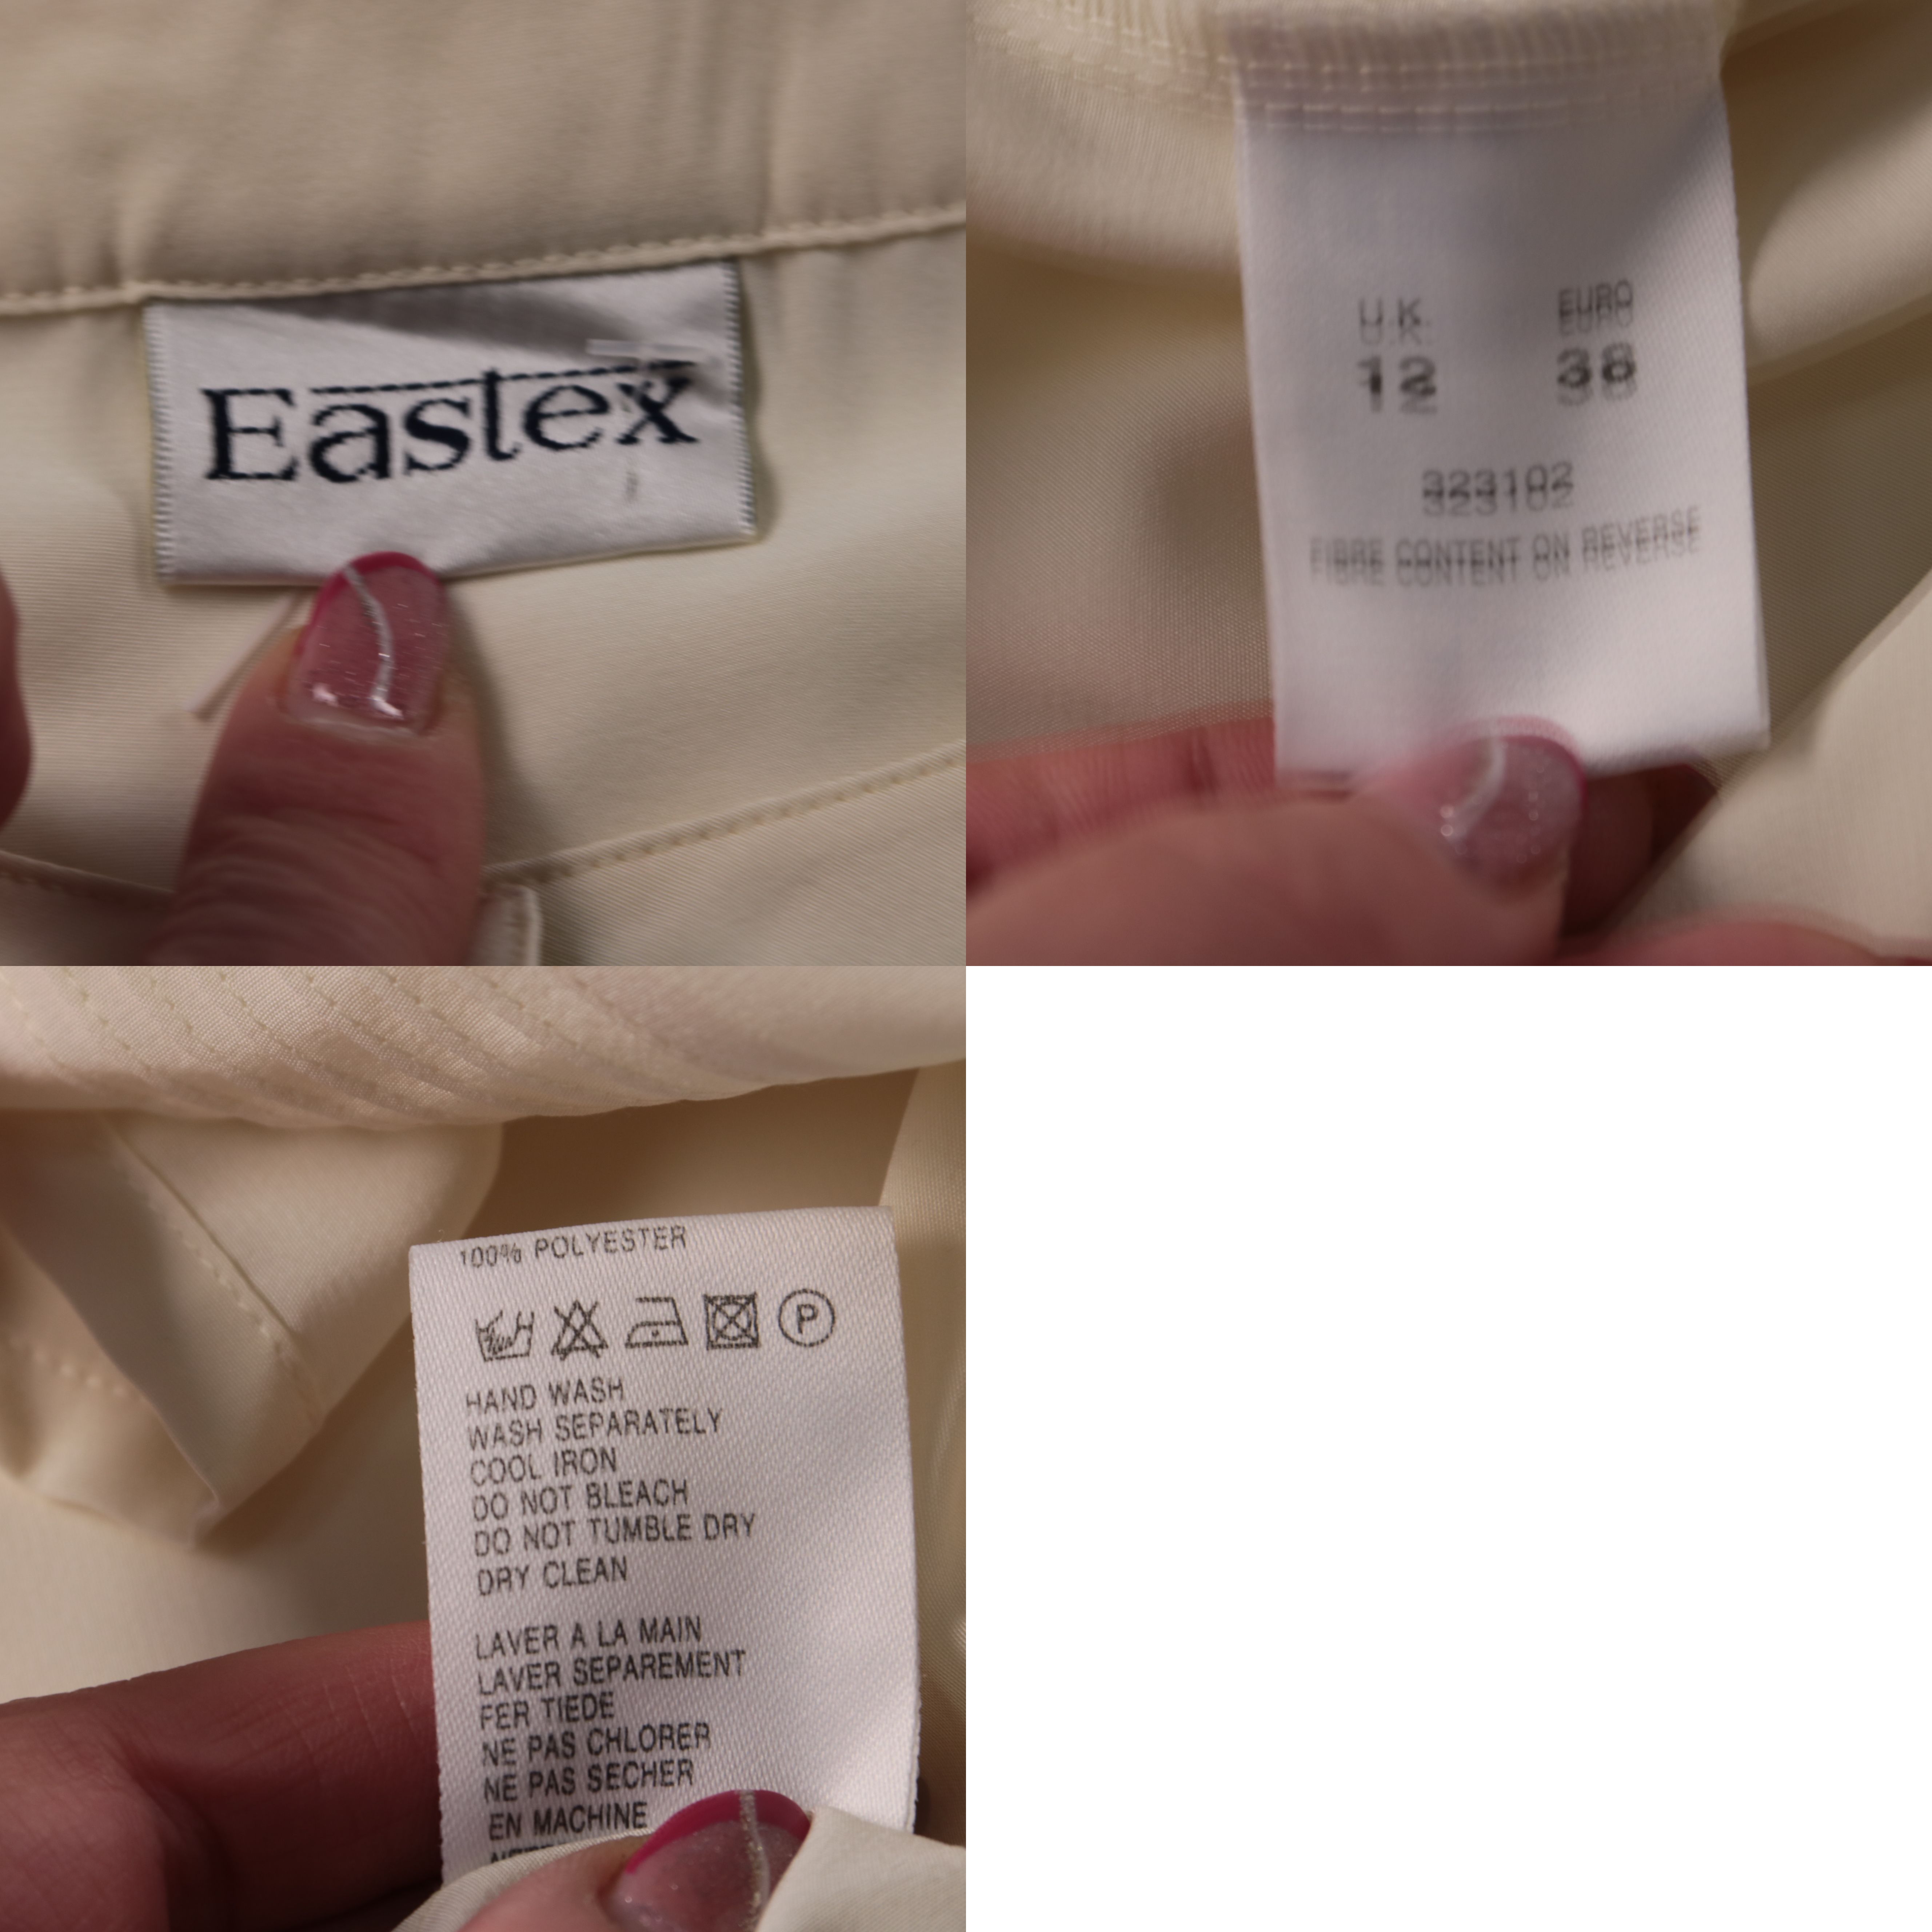 Eastex
U.K. EURO
12 38
323102
FIBRE CONTENT ON REVERSE
100% POLYESTER
P
HAND WASH
WASH SEPARATELY
COOL IRON
DO NOT BLEACH
DO NOT TUMBLE DRY
DRY CLEAN
LAVER A LA MAIN
LAVER SEPAREMENT
FER TIEDE
NE PAS CHLORER
NE PAS SECHER
EN MACHINE